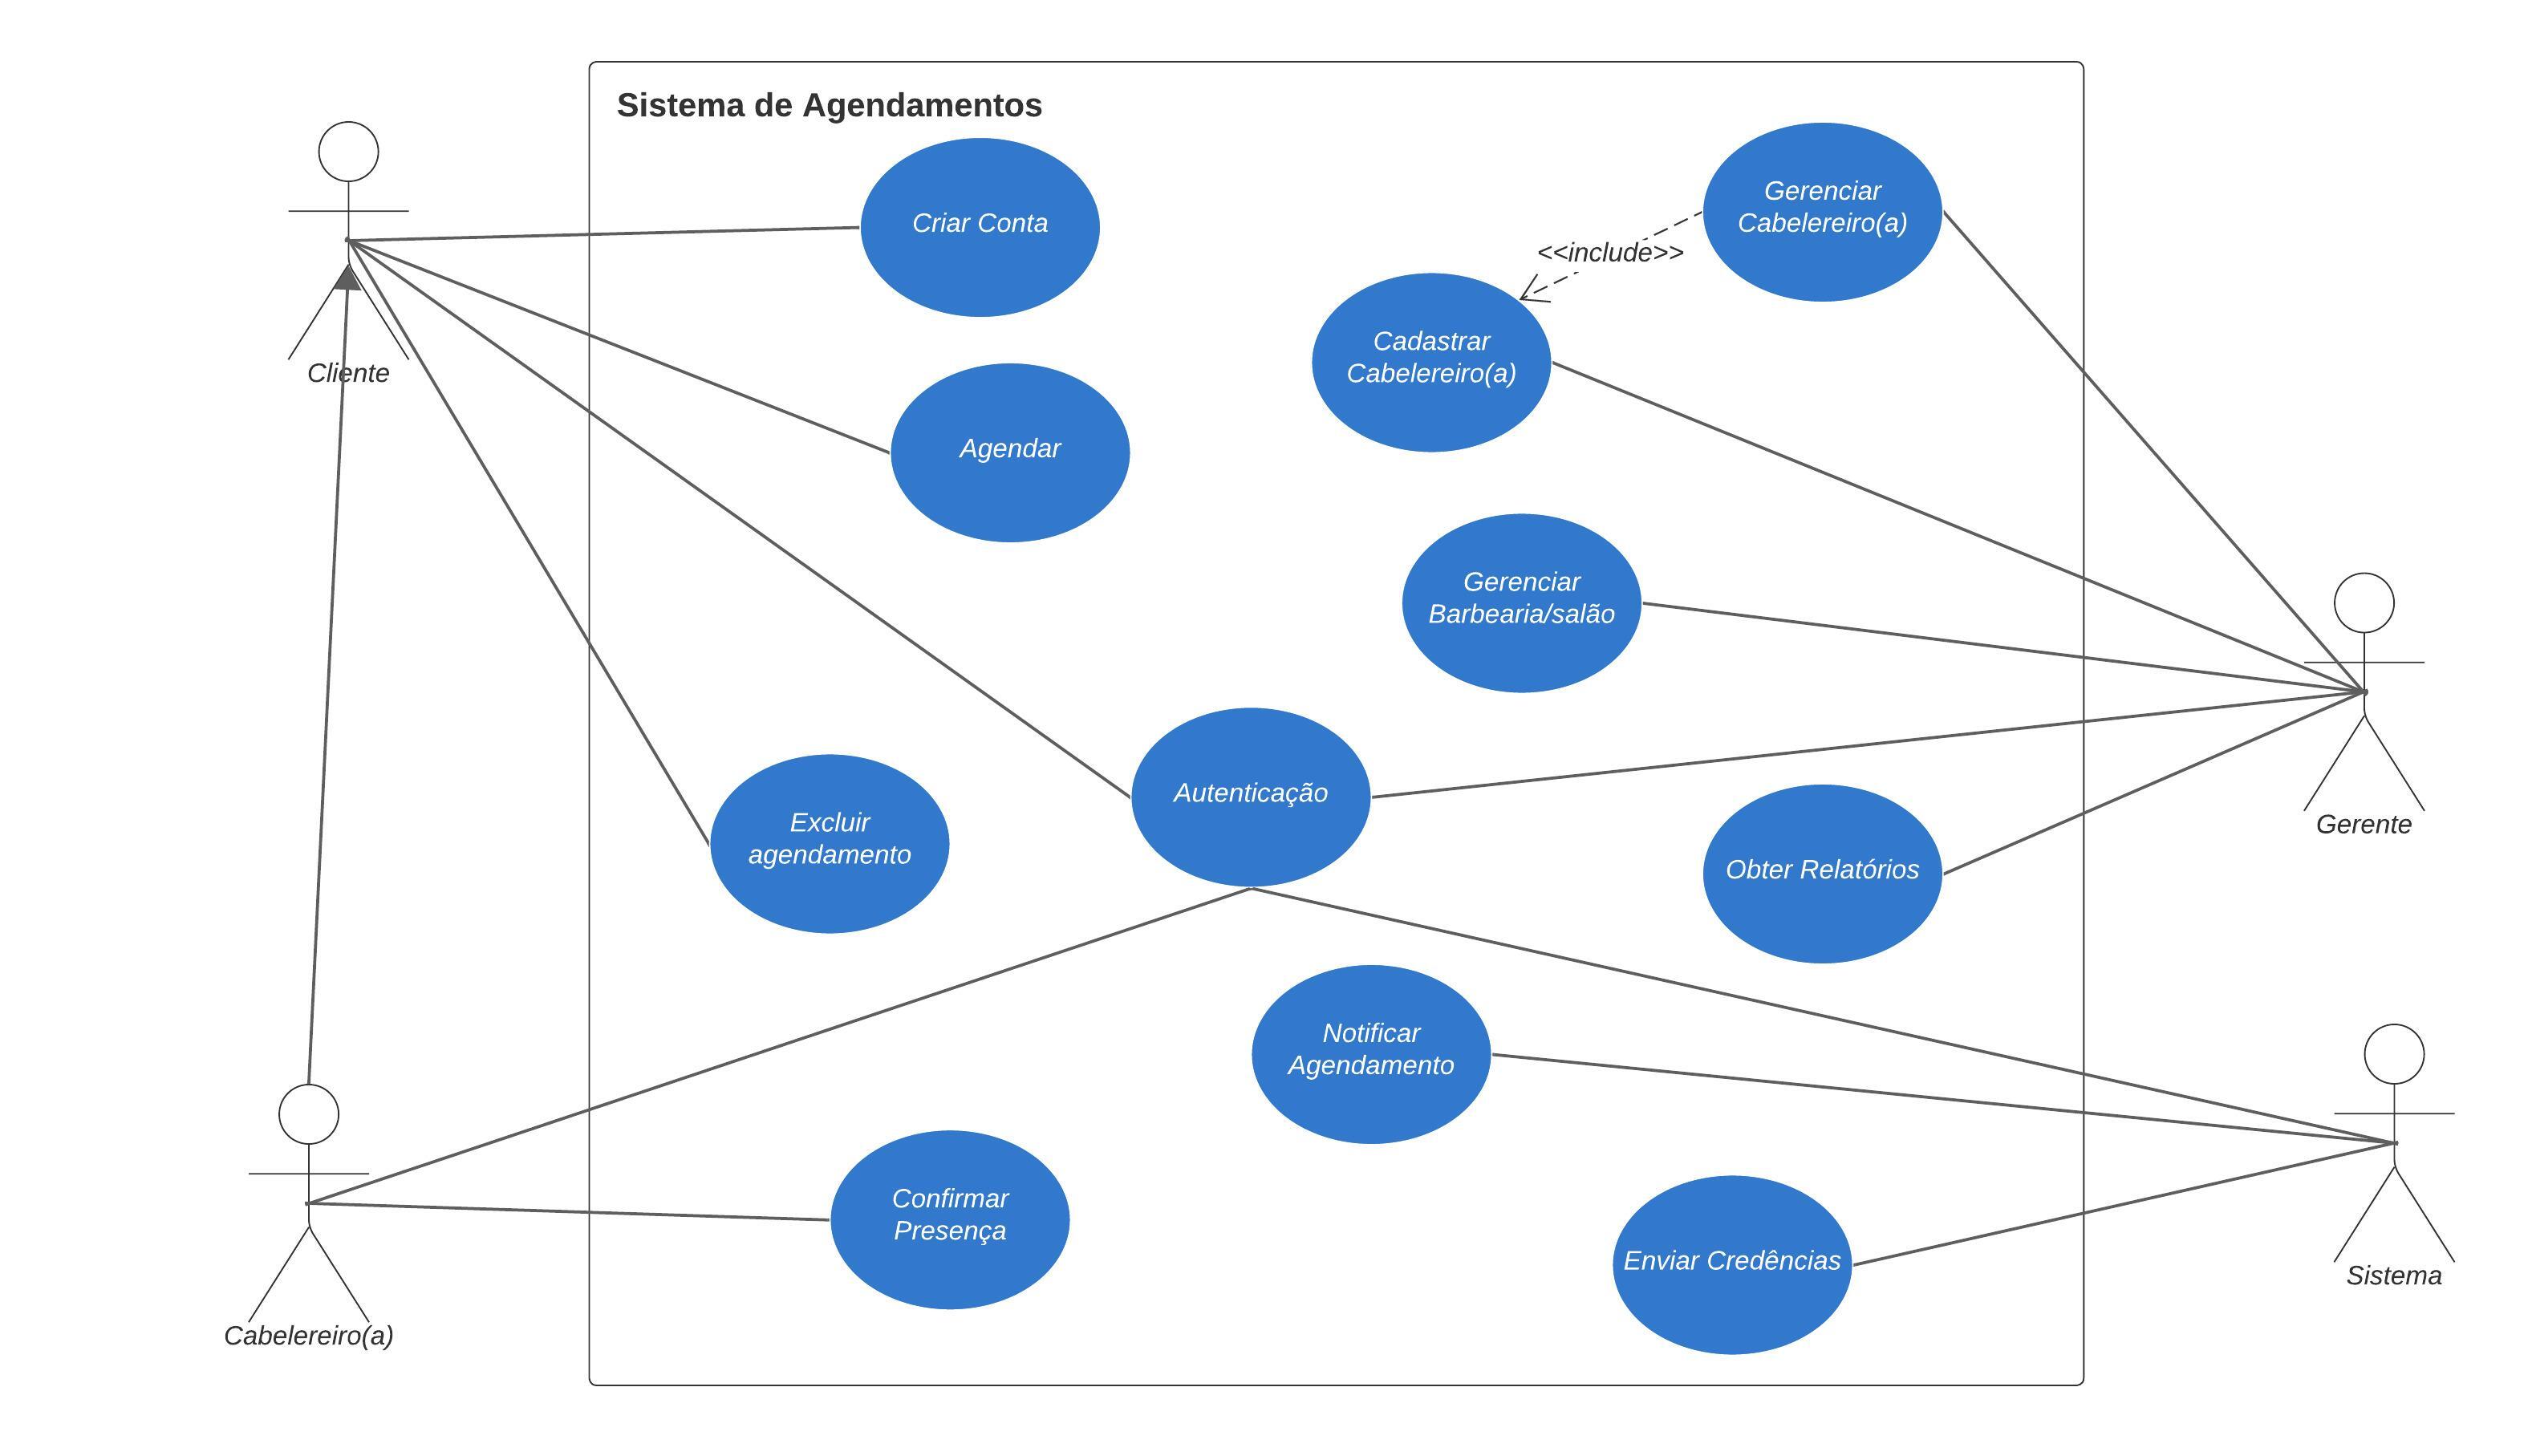 Sistema de Agendamentos
Cliente
Criar Conta
Gerenciar
Cabelereiro(a)
<<include>>
Cadastrar
Cabelereiro(a)
Agendar
Gerenciar
Barbearia/salão
Autenticação
Excluir
agendamento
Gerente
Obter Relatórios
Notificar
Agendamento
Confirmar
Presença
Enviar Credências
Sistema
Cabelereiro(a)